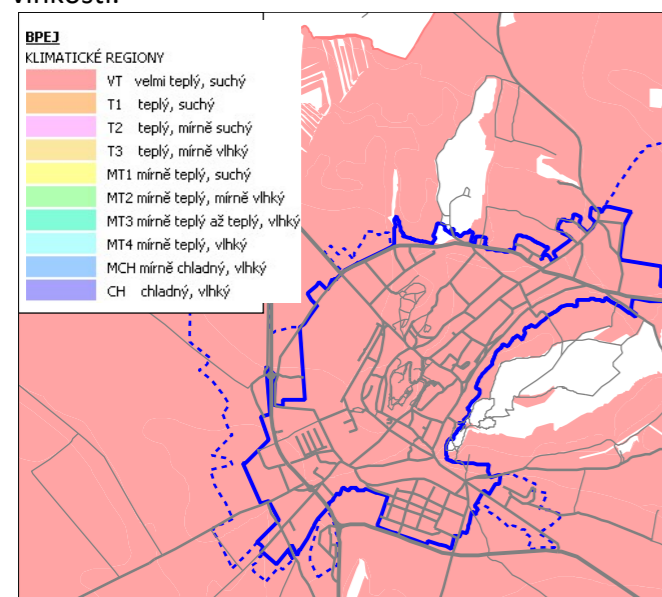 vlhkosti.
BPEJ
KLIMATICKÉ REGIONY
VT velmi teplý, suchý
T1 teplý, suchý
T2 teplý, mírně suchý
T3 teplý, mírně vlhký
MT1 mírně teplý, suchý
MT2 mírně teplý, mírně vlhký
MT3 mírně teplý až teplý, vlhký
MT4 mírně teplý, vlhký
MCH mírně chladný, vlhký
CH chladný, vlhký